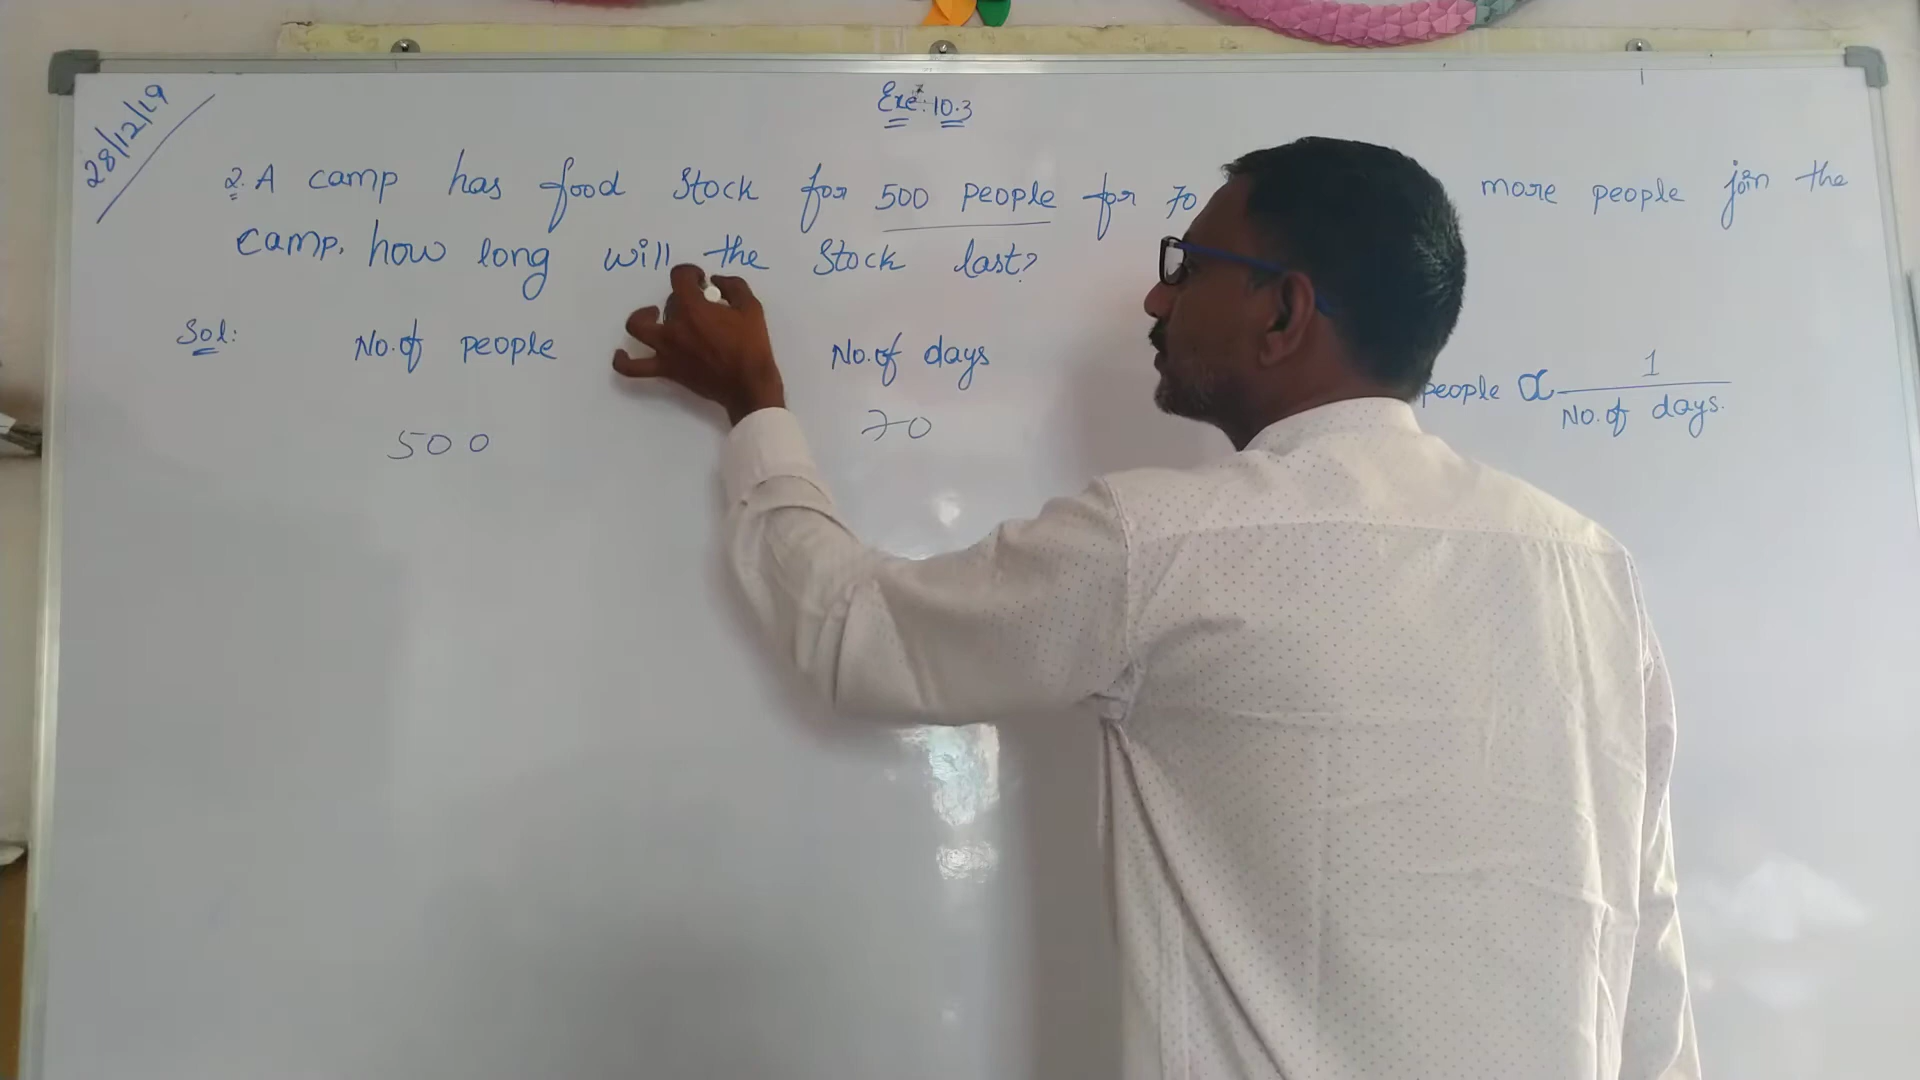 28/12/19
Exe: 10.3
2. A camp has food stock for 500 people for 70 more people join the
camp, how long will the stock last?
Sol:
No. of people No. of days
people ∝ 1 / No. of days.
500 70